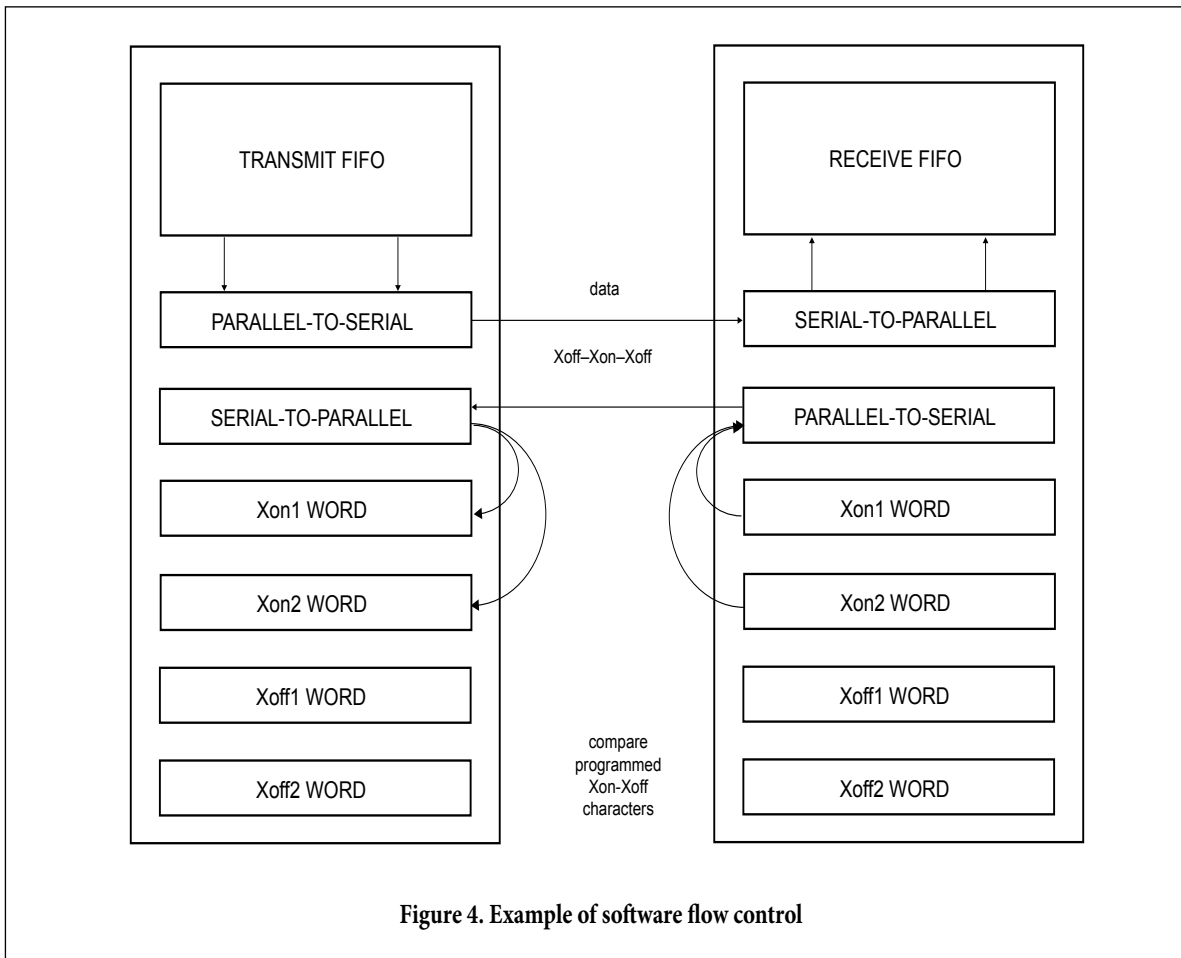 TRANSMIT FIFO
PARALLEL-TO-SERIAL
SERIAL-TO-PARALLEL
Xon1 WORD
Xon2 WORD
Xoff1 WORD
Xoff2 WORD
data
Xoff–Xon–Xoff
compare
programmed
Xon-Xoff
characters
RECEIVE FIFO
SERIAL-TO-PARALLEL
PARALLEL-TO-SERIAL
Xon1 WORD
Xon2 WORD
Xoff1 WORD
Xoff2 WORD
Figure 4. Example of software flow control